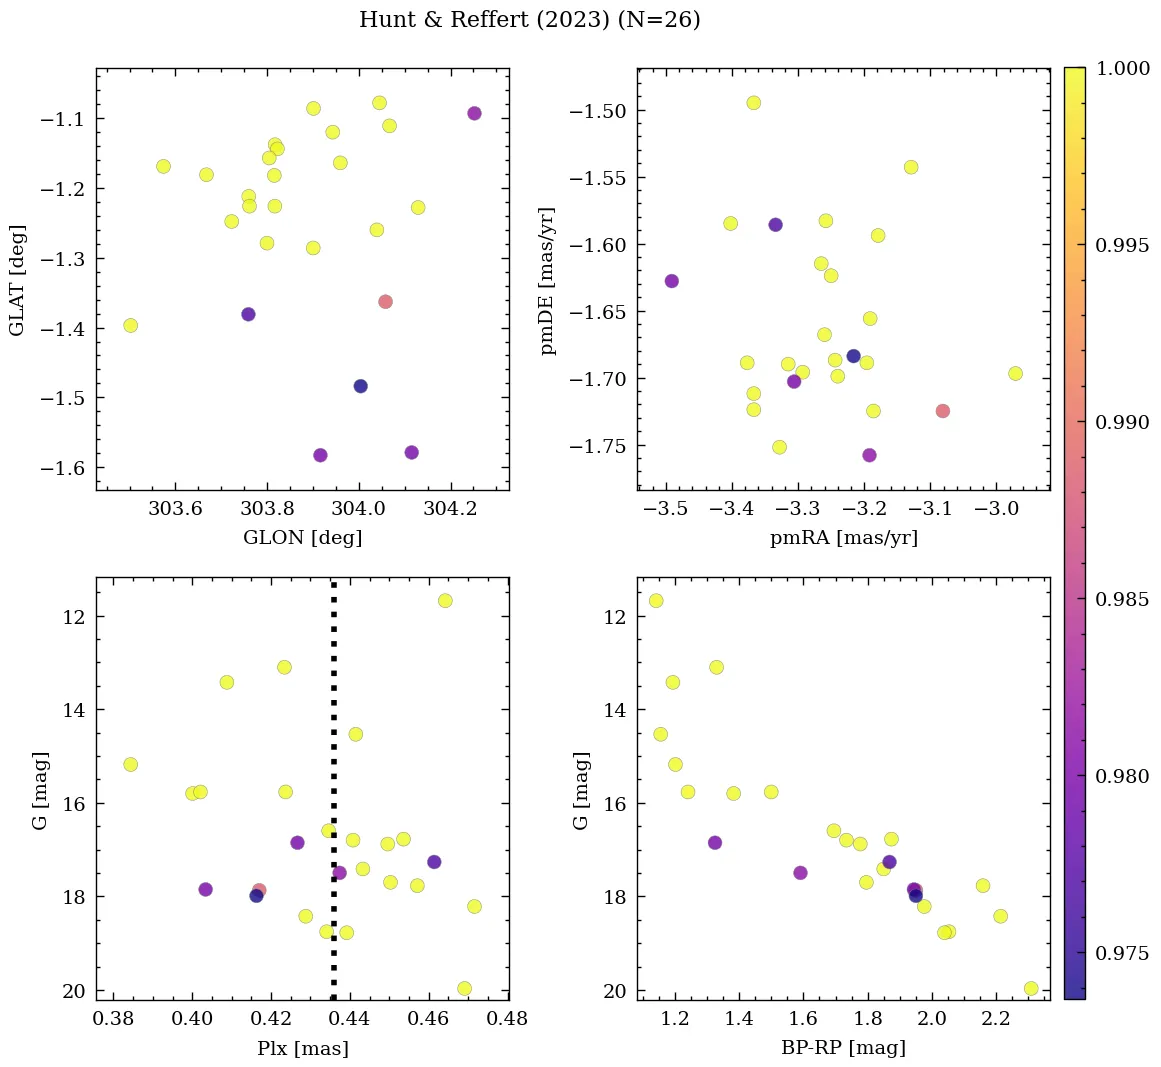 Hunt & Reffert (2023) (N=26)
−1.1
−1.2
−1.3
−1.4
−1.5
−1.6
GLAT [deg]
303.6 303.8 304.0 304.2
GLON [deg]
−1.50
−1.55
−1.60
−1.65
−1.70
−1.75
pmDE [mas/yr]
−3.5 −3.4 −3.3 −3.2 −3.1 −3.0
pmRA [mas/yr]
12
14
16
18
20
G [mag]
0.38 0.40 0.42 0.44 0.46 0.48
Plx [mas]
12
14
16
18
20
G [mag]
1.2 1.4 1.6 1.8 2.0 2.2
BP-RP [mag]
1.000
0.995
0.990
0.985
0.980
0.975